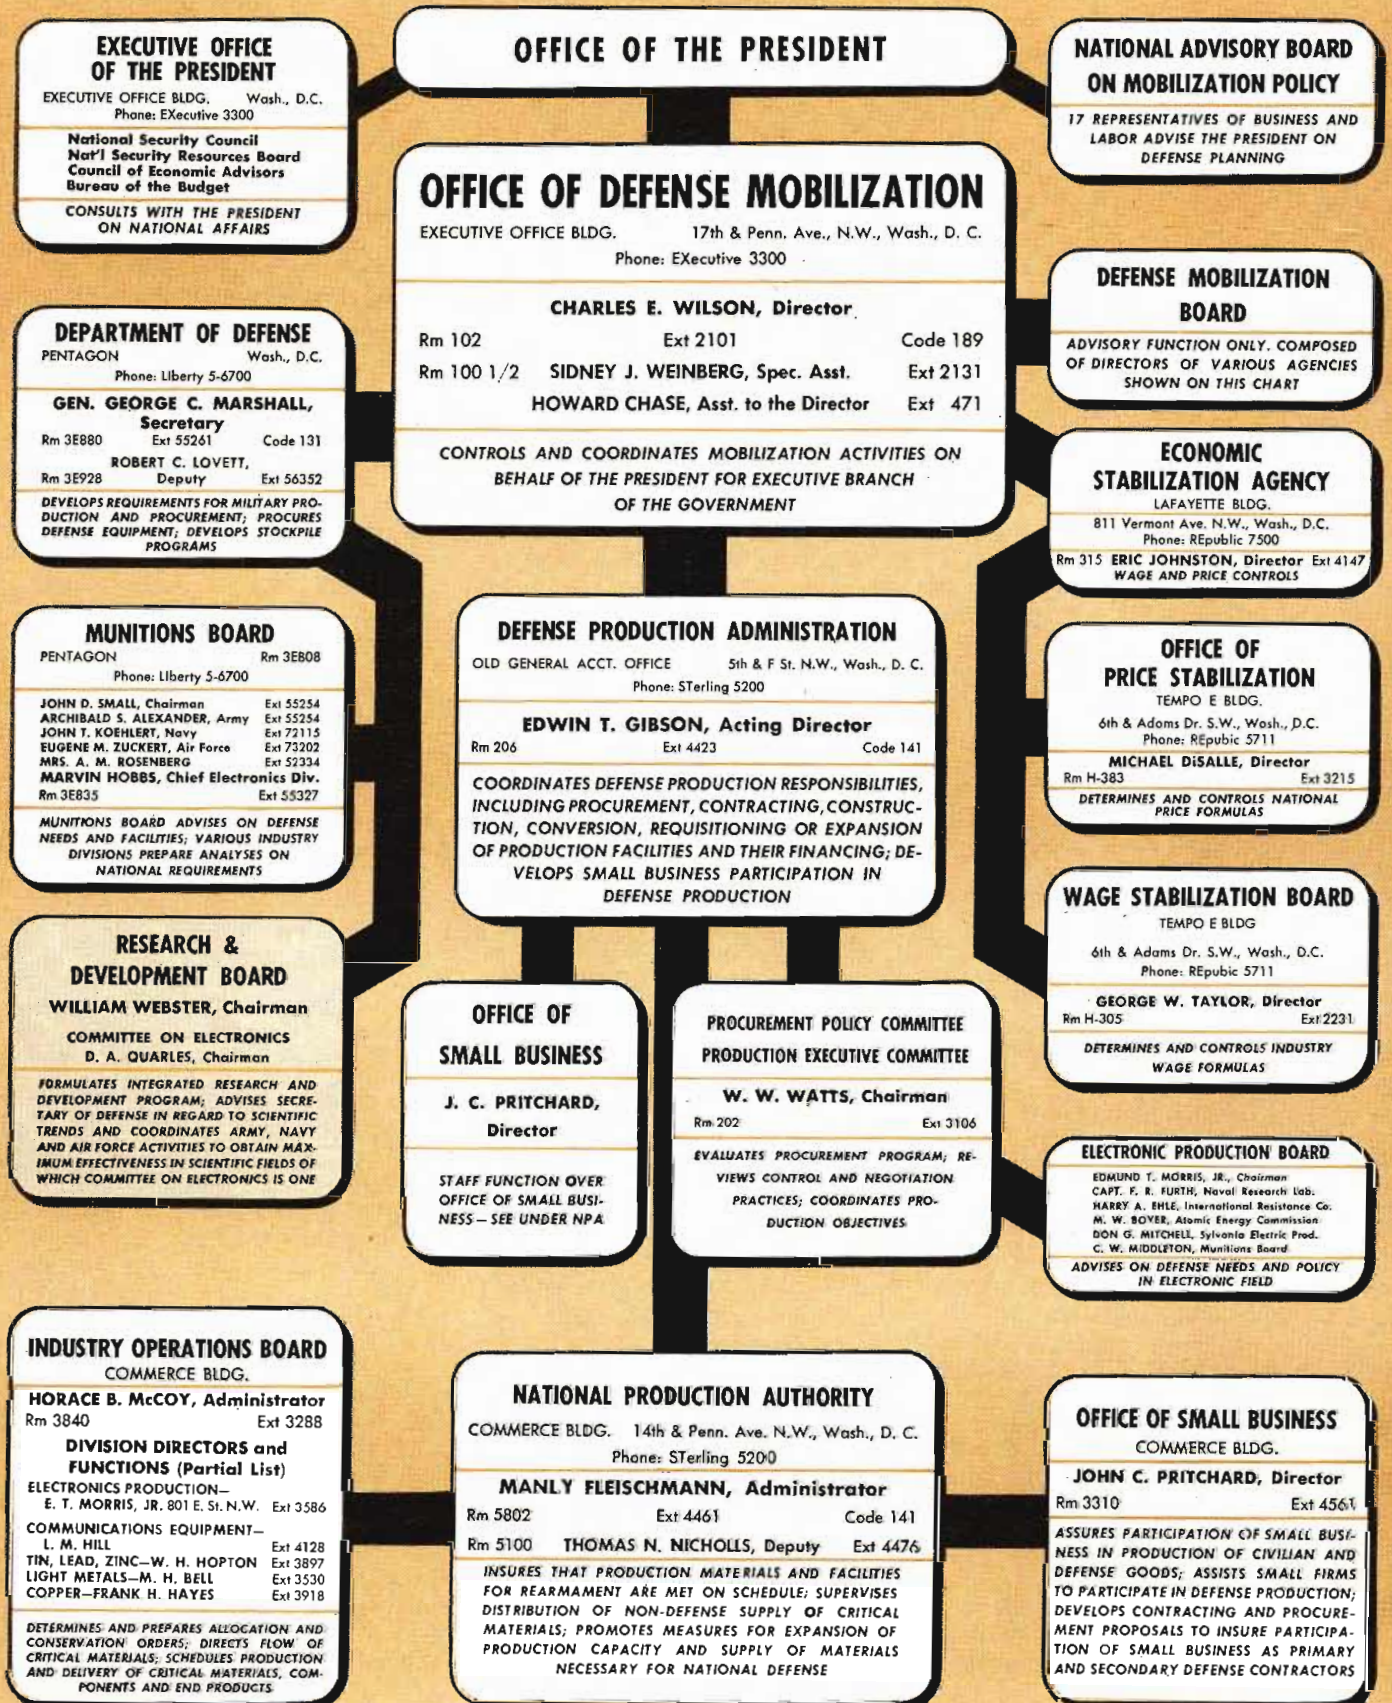 OFFICE OF THE PRESIDENT
EXECUTIVE OFFICE
OF THE PRESIDENT
EXECUTIVE OFFICE BLDG. Wash., D.C.
Phone: EXecutive 3300
National Security Council
Nat'l Security Resources Board
Council of Economic Advisors
Bureau of the Budget
CONSULTS WITH THE PRESIDENT
ON NATIONAL AFFAIRS
NATIONAL ADVISORY BOARD
ON MOBILIZATION POLICY
17 REPRESENTATIVES OF BUSINESS AND
LABOR ADVISE THE PRESIDENT ON
DEFENSE PLANNING
OFFICE OF DEFENSE MOBILIZATION
EXECUTIVE OFFICE BLDG. 17th & Penn. Ave., N.W., Wash., D. C.
Phone: EXecutive 3300
CHARLES E. WILSON, Director
Rm 102 Ext 2101 Code 189
Rm 100 1/2 SIDNEY J. WEINBERG, Spec. Asst. Ext 2131
HOWARD CHASE, Asst. to the Director Ext 471
CONTROLS AND COORDINATES MOBILIZATION ACTIVITIES ON
BEHALF OF THE PRESIDENT FOR EXECUTIVE BRANCH
OF THE GOVERNMENT
DEFENSE MOBILIZATION
BOARD
ADVISORY FUNCTION ONLY. COMPOSED
OF DIRECTORS OF VARIOUS AGENCIES
SHOWN ON THIS CHART
DEPARTMENT OF DEFENSE
PENTAGON Wash., D.C.
Phone: LIberty 5-6700
GEN. GEORGE C. MARSHALL,
Secretary
Rm 3E880 Ext 55261 Code 131
ROBERT C. LOVETT,
Rm 3E928 Deputy Ext 56352
DEVELOPS REQUIREMENTS FOR MILITARY PRO-
DUCTION AND PROCUREMENT; PROCURES
DEFENSE EQUIPMENT; DEVELOPS STOCKPILE
PROGRAMS
ECONOMIC
STABILIZATION AGENCY
LAFAYETTE BLDG.
811 Vermont Ave. N.W., Wash., D.C.
Phone: REpublic 7500
Rm 315 ERIC JOHNSTON, Director Ext 4147
WAGE AND PRICE CONTROLS
MUNITIONS BOARD
PENTAGON Rm 3E808
Phone: LIberty 5-6700
JOHN D. SMALL, Chairman Ext 55254
ARCHIBALD S. ALEXANDER, Army Ext 55254
JOHN T. KOEHLERT, Navy Ext 72115
EUGENE M. ZUCKERT, Air Force Ext 73202
MRS. A. M. ROSENBERG Ext 52334
MARVIN HOBBS, Chief Electronics Div.
Rm 3E835 Ext 55327
MUNITIONS BOARD ADVISES ON DEFENSE
NEEDS AND FACILITIES; VARIOUS INDUSTRY
DIVISIONS PREPARE ANALYSES ON
NATIONAL REQUIREMENTS
DEFENSE PRODUCTION ADMINISTRATION
OLD GENERAL ACCT. OFFICE 5th & F St. N.W., Wash., D. C.
Phone: STerling 5200
EDWIN T. GIBSON, Acting Director
Rm 206 Ext 4423 Code 141
COORDINATES DEFENSE PRODUCTION RESPONSIBILITIES,
INCLUDING PROCUREMENT, CONTRACTING, CONSTRUC-
TION, CONVERSION, REQUISITIONING OR EXPANSION
OF PRODUCTION FACILITIES AND THEIR FINANCING; DE-
VELOPS SMALL BUSINESS PARTICIPATION IN
DEFENSE PRODUCTION
OFFICE OF
PRICE STABILIZATION
TEMPO E BLDG.
6th & Adams Dr. S.W., Wash., D.C.
Phone: REpubic 5711
MICHAEL DiSALLE, Director
Rm H-383 Ext 3215
DETERMINES AND CONTROLS NATIONAL
PRICE FORMULAS
WAGE STABILIZATION BOARD
TEMPO E BLDG
6th & Adams Dr. S.W., Wash., D.C.
Phone: REpubic 5711
GEORGE W. TAYLOR, Director
Rm H-305 Ext 2231
DETERMINES AND CONTROLS INDUSTRY
WAGE FORMULAS
RESEARCH &
DEVELOPMENT BOARD
WILLIAM WEBSTER, Chairman
COMMITTEE ON ELECTRONICS
D. A. QUARLES, Chairman
FORMULATES INTEGRATED RESEARCH AND
DEVELOPMENT PROGRAM; ADVISES SECRE-
TARY OF DEFENSE IN REGARD TO SCIENTIFIC
TRENDS AND COORDINATES ARMY, NAVY
AND AIR FORCE ACTIVITIES TO OBTAIN MAX-
IMUM EFFECTIVENESS IN SCIENTIFIC FIELDS OF
WHICH COMMITTEE ON ELECTRONICS IS ONE
OFFICE OF
SMALL BUSINESS
J. C. PRITCHARD,
Director
STAFF FUNCTION OVER
OFFICE OF SMALL BUSI-
NESS — SEE UNDER NPA
PROCUREMENT POLICY COMMITTEE
PRODUCTION EXECUTIVE COMMITTEE
W. W. WATTS, Chairman
Rm 202 Ext 3106
EVALUATES PROCUREMENT PROGRAM; RE-
VIEWS CONTROL AND NEGOTIATION
PRACTICES; COORDINATES PRO-
DUCTION OBJECTIVES
ELECTRONIC PRODUCTION BOARD
EDMUND T. MORRIS, JR., Chairman
CAPT. F. R. FURTH, Naval Research Lab.
HARRY A. EHLE, International Resistance Co.
M. W. BOYER, Atomic Energy Commission
DON G. MITCHELL, Sylvania Electric Prod.
C. W. MIDDLETON, Munitions Board
ADVISES ON DEFENSE NEEDS AND POLICY
IN ELECTRONIC FIELD
INDUSTRY OPERATIONS BOARD
COMMERCE BLDG.
HORACE B. McCOY, Administrator
Rm 3840 Ext 3288
DIVISION DIRECTORS and
FUNCTIONS (Partial List)
ELECTRONICS PRODUCTION—
E. T. MORRIS, JR. 801 E. St. N.W. Ext 3586
COMMUNICATIONS EQUIPMENT—
L. M. HILL Ext 4128
TIN, LEAD, ZINC—W. H. HOPTON Ext 3897
LIGHT METALS—M. H. BELL Ext 3530
COPPER—FRANK H. HAYES Ext 3918
DETERMINES AND PREPARES ALLOCATION AND
CONSERVATION ORDERS; DIRECTS FLOW OF
CRITICAL MATERIALS; SCHEDULES PRODUCTION
AND DELIVERY OF CRITICAL MATERIALS, COM-
PONENTS AND END PRODUCTS
NATIONAL PRODUCTION AUTHORITY
COMMERCE BLDG. 14th & Penn. Ave. N.W., Wash., D. C.
Phone: STerling 5200
MANLY FLEISCHMANN, Administrator
Rm 5802 Ext 4461 Code 141
Rm 5100 THOMAS N. NICHOLLS, Deputy Ext 4476
INSURES THAT PRODUCTION MATERIALS AND FACILITIES
FOR REARMAMENT ARE MET ON SCHEDULE; SUPERVISES
DISTRIBUTION OF NON-DEFENSE SUPPLY OF CRITICAL
MATERIALS; PROMOTES MEASURES FOR EXPANSION OF
PRODUCTION CAPACITY AND SUPPLY OF MATERIALS
NECESSARY FOR NATIONAL DEFENSE
OFFICE OF SMALL BUSINESS
COMMERCE BLDG.
JOHN C. PRITCHARD, Director
Rm 3310 Ext 4561
ASSURES PARTICIPATION OF SMALL BUSI-
NESS IN PRODUCTION OF CIVILIAN AND
DEFENSE GOODS; ASSISTS SMALL FIRMS
TO PARTICIPATE IN DEFENSE PRODUCTION;
DEVELOPS CONTRACTING AND PROCURE-
MENT PROPOSALS TO INSURE PARTICIPA-
TION OF SMALL BUSINESS AS PRIMARY
AND SECONDARY DEFENSE CONTRACTORS